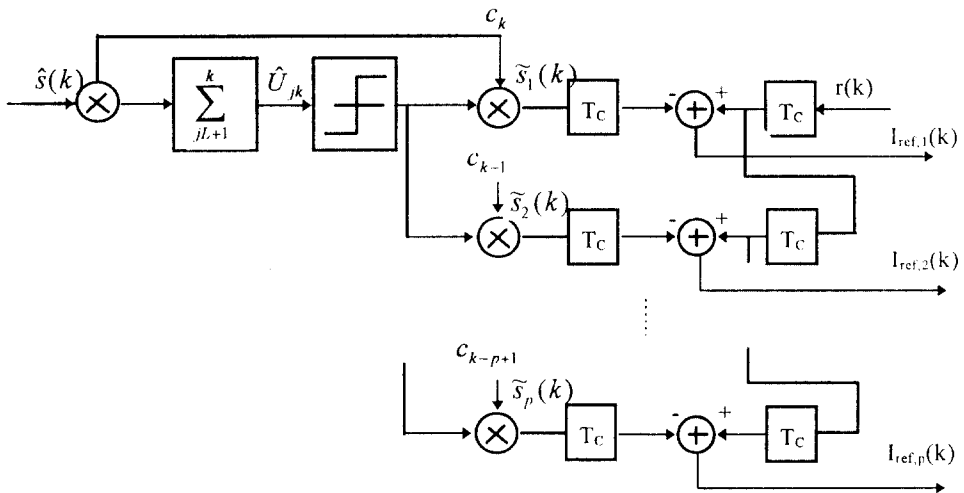 c_k
ŝ(k)
k
∑
jL+1
Û_jk
s̃_1(k)
T_C
-
+
T_C
r(k)
I_ref,1(k)
c_k-1
s̃_2(k)
T_C
-
+
T_C
I_ref,2(k)
c_k-p+1
s̃_p(k)
T_C
-
+
T_C
I_ref,p(k)